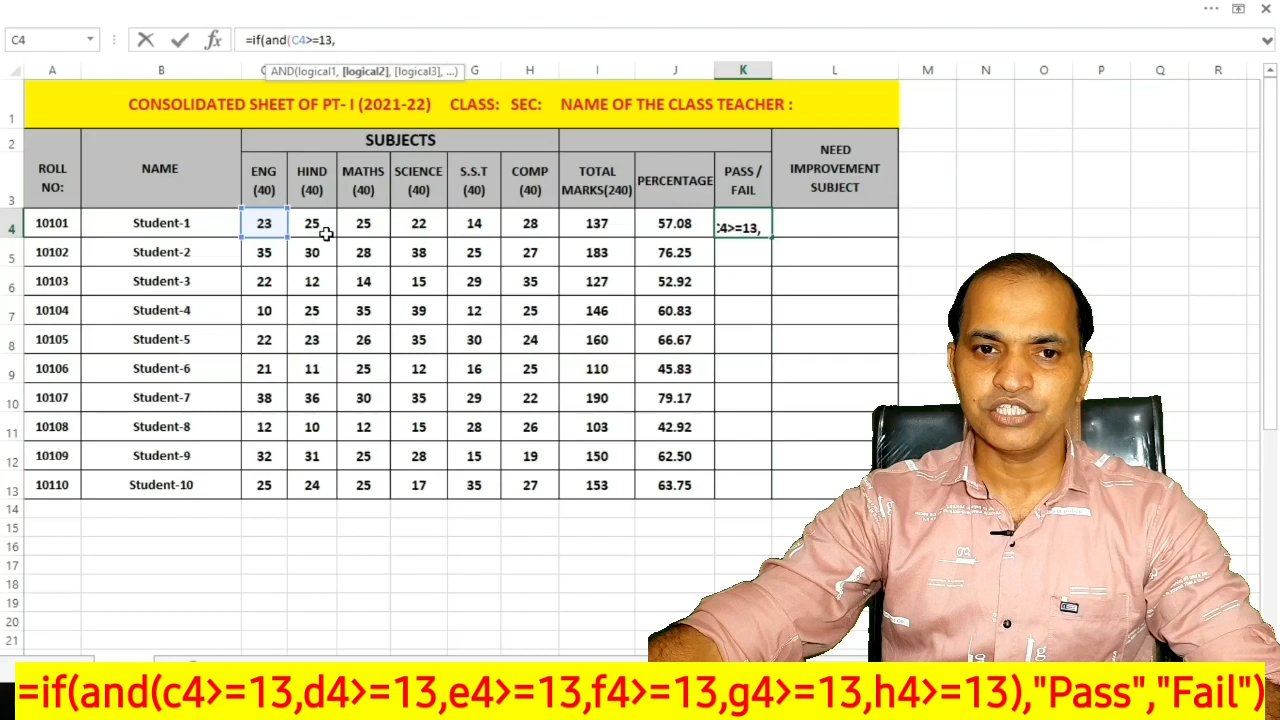 C4 fx =if(and(C4>=13,
AND(logical1, [logical2], [logical3], ...)
A B C G H I J K L M N O P Q R
1 CONSOLIDATED SHEET OF PT- I (2021-22) CLASS: SEC: NAME OF THE CLASS TEACHER :
2 SUBJECTS
3 ROLL NO: NAME ENG (40) HIND (40) MATHS (40) SCIENCE (40) S.S.T (40) COMP (40) TOTAL MARKS(240) PERCENTAGE PASS / FAIL NEED IMPROVEMENT SUBJECT
4 10101 Student-1 23 25 25 22 14 28 137 57.08 C4>=13,
5 10102 Student-2 35 30 28 38 25 27 183 76.25
6 10103 Student-3 22 12 14 15 29 35 127 52.92
7 10104 Student-4 10 25 35 39 12 25 146 60.83
8 10105 Student-5 22 23 26 35 30 24 160 66.67
9 10106 Student-6 21 11 25 12 16 25 110 45.83
10 10107 Student-7 38 36 30 35 29 22 190 79.17
11 10108 Student-8 12 10 12 15 28 26 103 42.92
12 10109 Student-9 32 31 25 28 15 19 150 62.50
13 10110 Student-10 25 24 25 17 35 27 153 63.75
14
15
16
17
18
19
20
21
=if(and(c4>=13,d4>=13,e4>=13,f4>=13,g4>=13,h4>=13),"Pass","Fail")